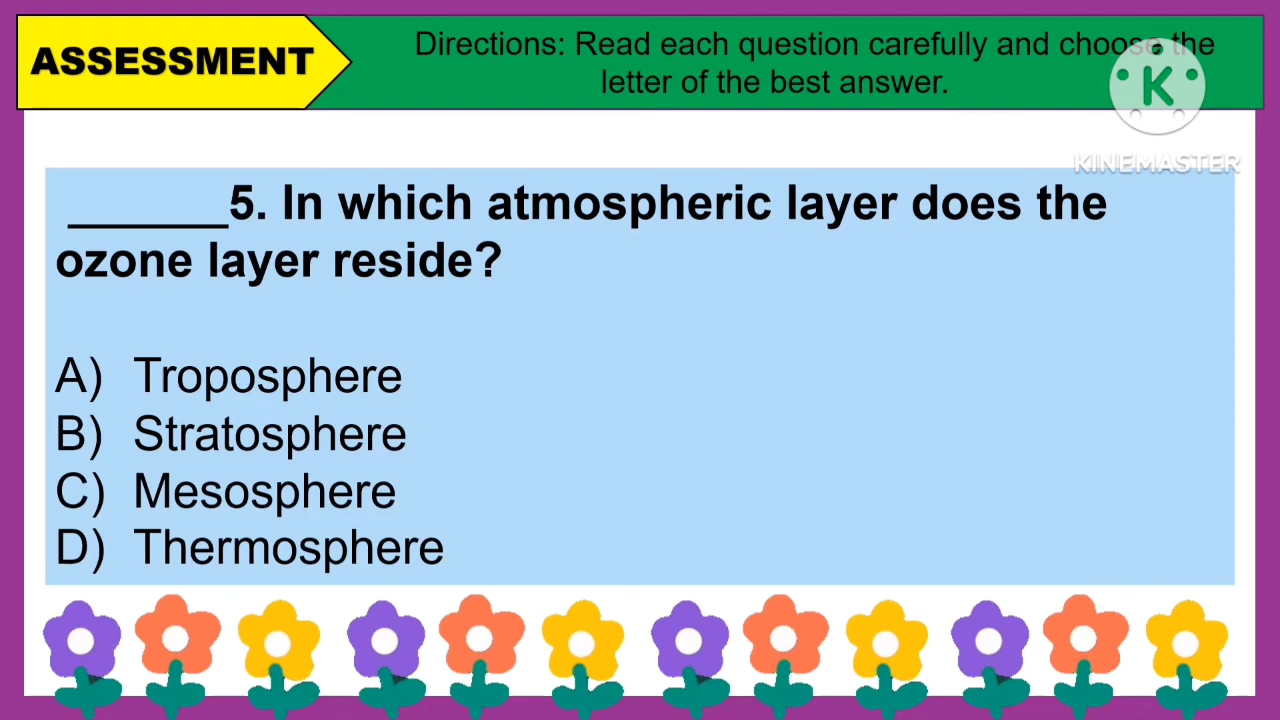 ASSESSMENT
Directions: Read each question carefully and choose the
letter of the best answer.
K
KINEMASTER
______5. In which atmospheric layer does the
ozone layer reside?
A) Troposphere
B) Stratosphere
C) Mesosphere
D) Thermosphere